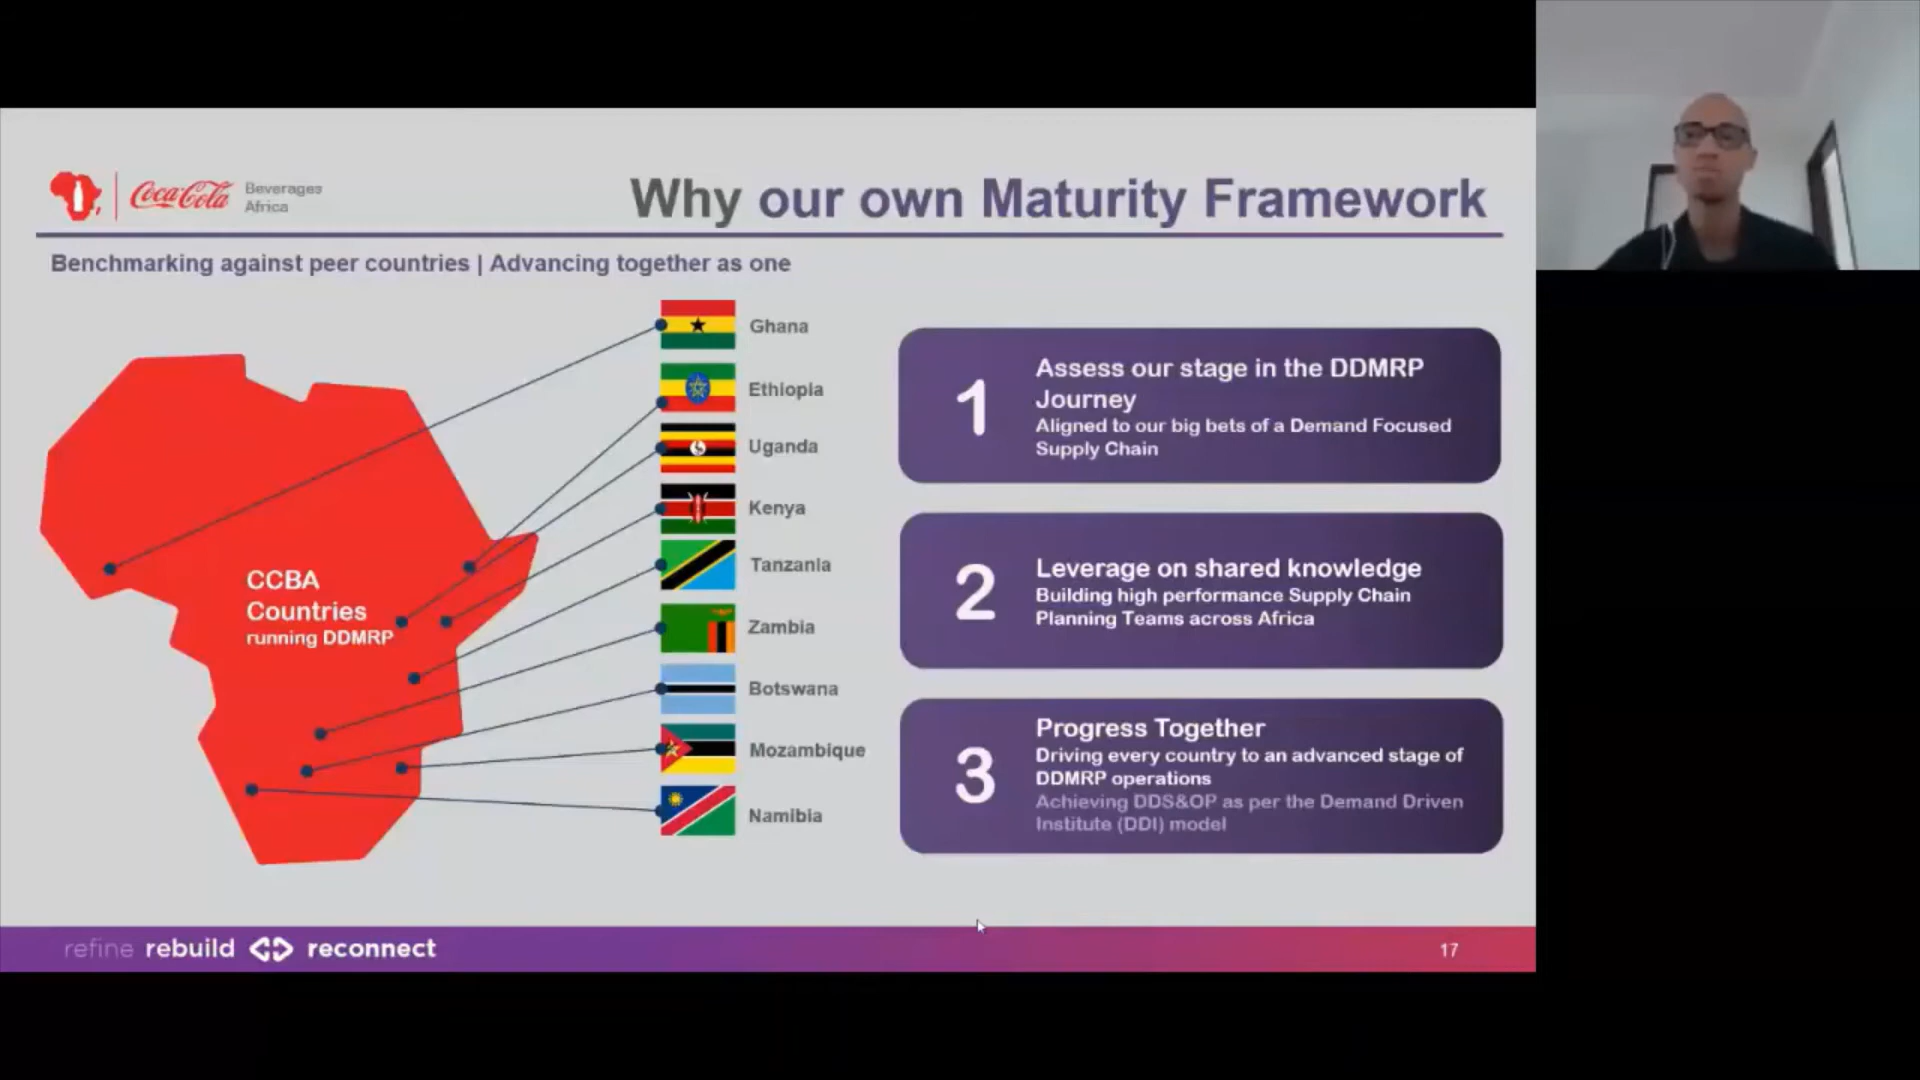 Coca-Cola
Beverages
Africa
Why our own Maturity Framework
Benchmarking against peer countries | Advancing together as one
Ghana
Ethiopia
Uganda
Kenya
Tanzania
Zambia
Botswana
Mozambique
Namibia
CCBA
Countries
running DDMRP
1
Assess our stage in the DDMRP
Journey
Aligned to our big bets of a Demand Focused
Supply Chain
2
Leverage on shared knowledge
Building high performance Supply Chain
Planning Teams across Africa
3
Progress Together
Driving every country to an advanced stage of
DDMRP operations
Achieving DDS&OP as per the Demand Driven
Institute (DDI) model
refine rebuild reconnect
17